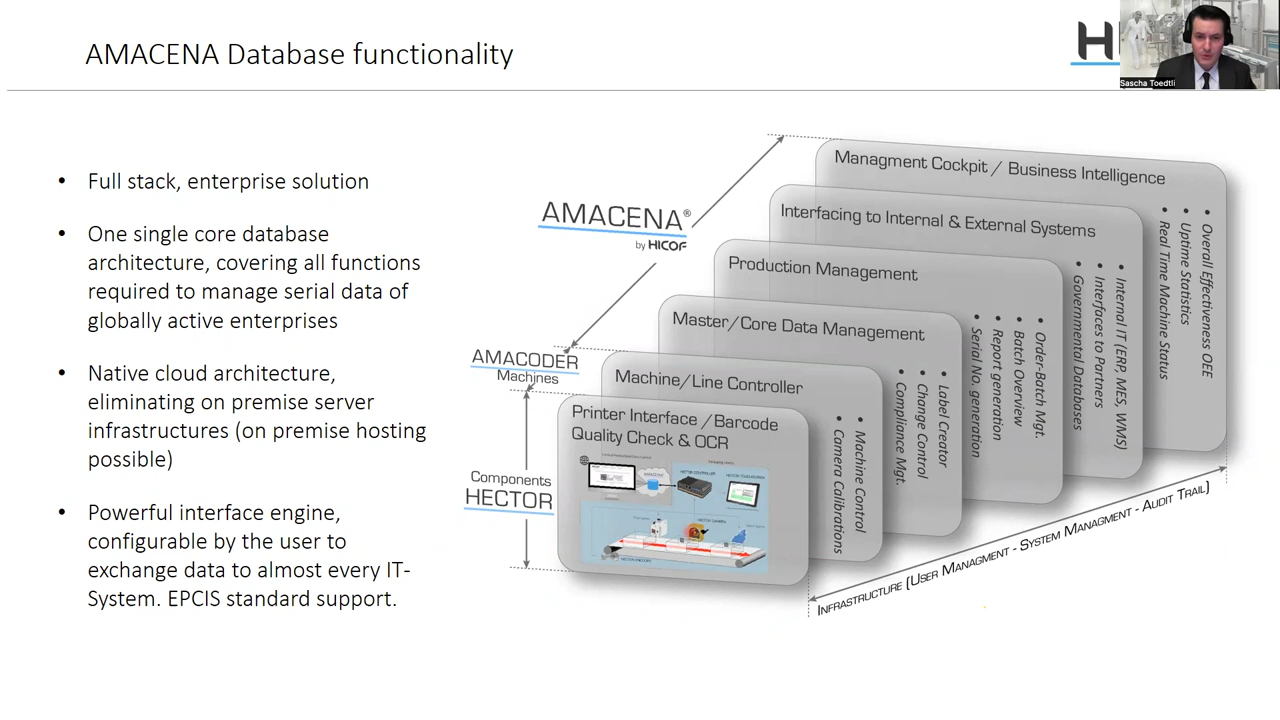 AMACENA Database functionality
Sascha Toedtli
• Full stack, enterprise solution
• One single core database
architecture, covering all functions
required to manage serial data of
globally active enterprises
• Native cloud architecture,
eliminating on premise server
infrastructures (on premise hosting
possible)
• Powerful interface engine,
configurable by the user to
exchange data to almost every IT-
System. EPCIS standard support.
AMACENA®
by HICOF
AMACODER
Machines
Components
HECTOR
Managment Cockpit / Business Intelligence
• Overall Effectiveness OEE
• Uptime Statistics
• Real Time Machine Status
Interfacing to Internal & External Systems
• Internal IT (ERP, MES, WMS)
• Interfaces to Partners
• Governmental Databases
Production Management
• Order-Batch Mgt.
• Batch Overview
• Report generation
• Serial No. generation
Master/Core Data Management
• Label Creator
• Change Control
• Compliance Mgt.
Machine/Line Controller
• Machine Control
• Camera Calibrations
Printer Interface /Barcode
Quality Check & OCR
HECTOR CONTROLLER
Infrastructure [User Managment - System Managment - Audit Trail]